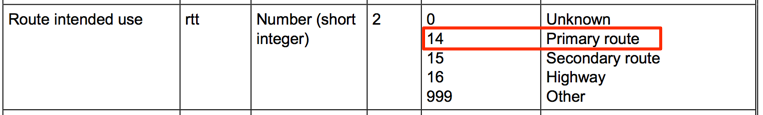 Route intended use rtt Number (short integer) 2 0 Unknown
14 Primary route
15 Secondary route
16 Highway
999 Other